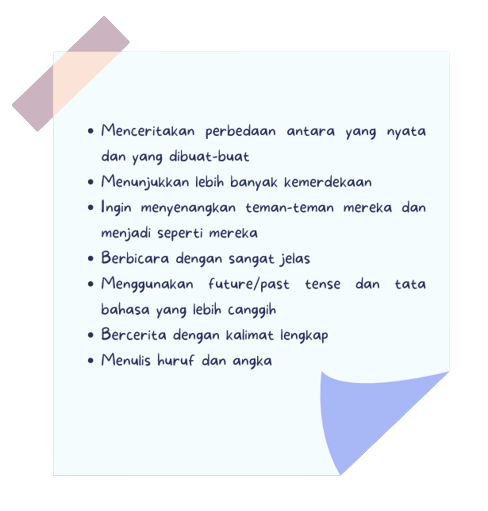 • Menceritakan perbedaan antara yang nyata
dan yang dibuat-buat
• Menunjukkan lebih banyak kemerdekaan
• Ingin menyenangkan teman-teman mereka dan
menjadi seperti mereka
• Berbicara dengan sangat jelas
• Menggunakan future/past tense dan tata
bahasa yang lebih canggih
• Bercerita dengan kalimat lengkap
• Menulis huruf dan angka